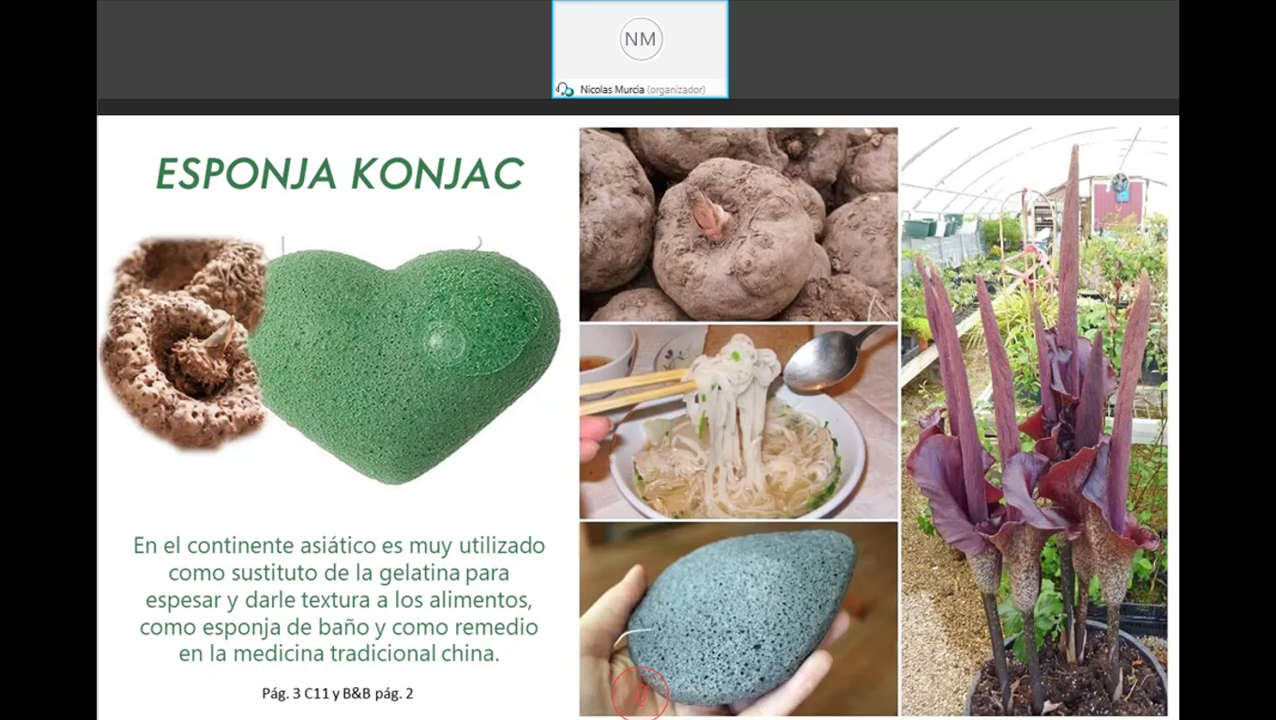 NM
Nicolas Murcia (organizador)
ESPONJA KONJAC
En el continente asiático es muy utilizado
como sustituto de la gelatina para
espesar y darle textura a los alimentos,
como esponja de baño y como remedio
en la medicina tradicional china.
Pág. 3 C11 y B&B pág. 2